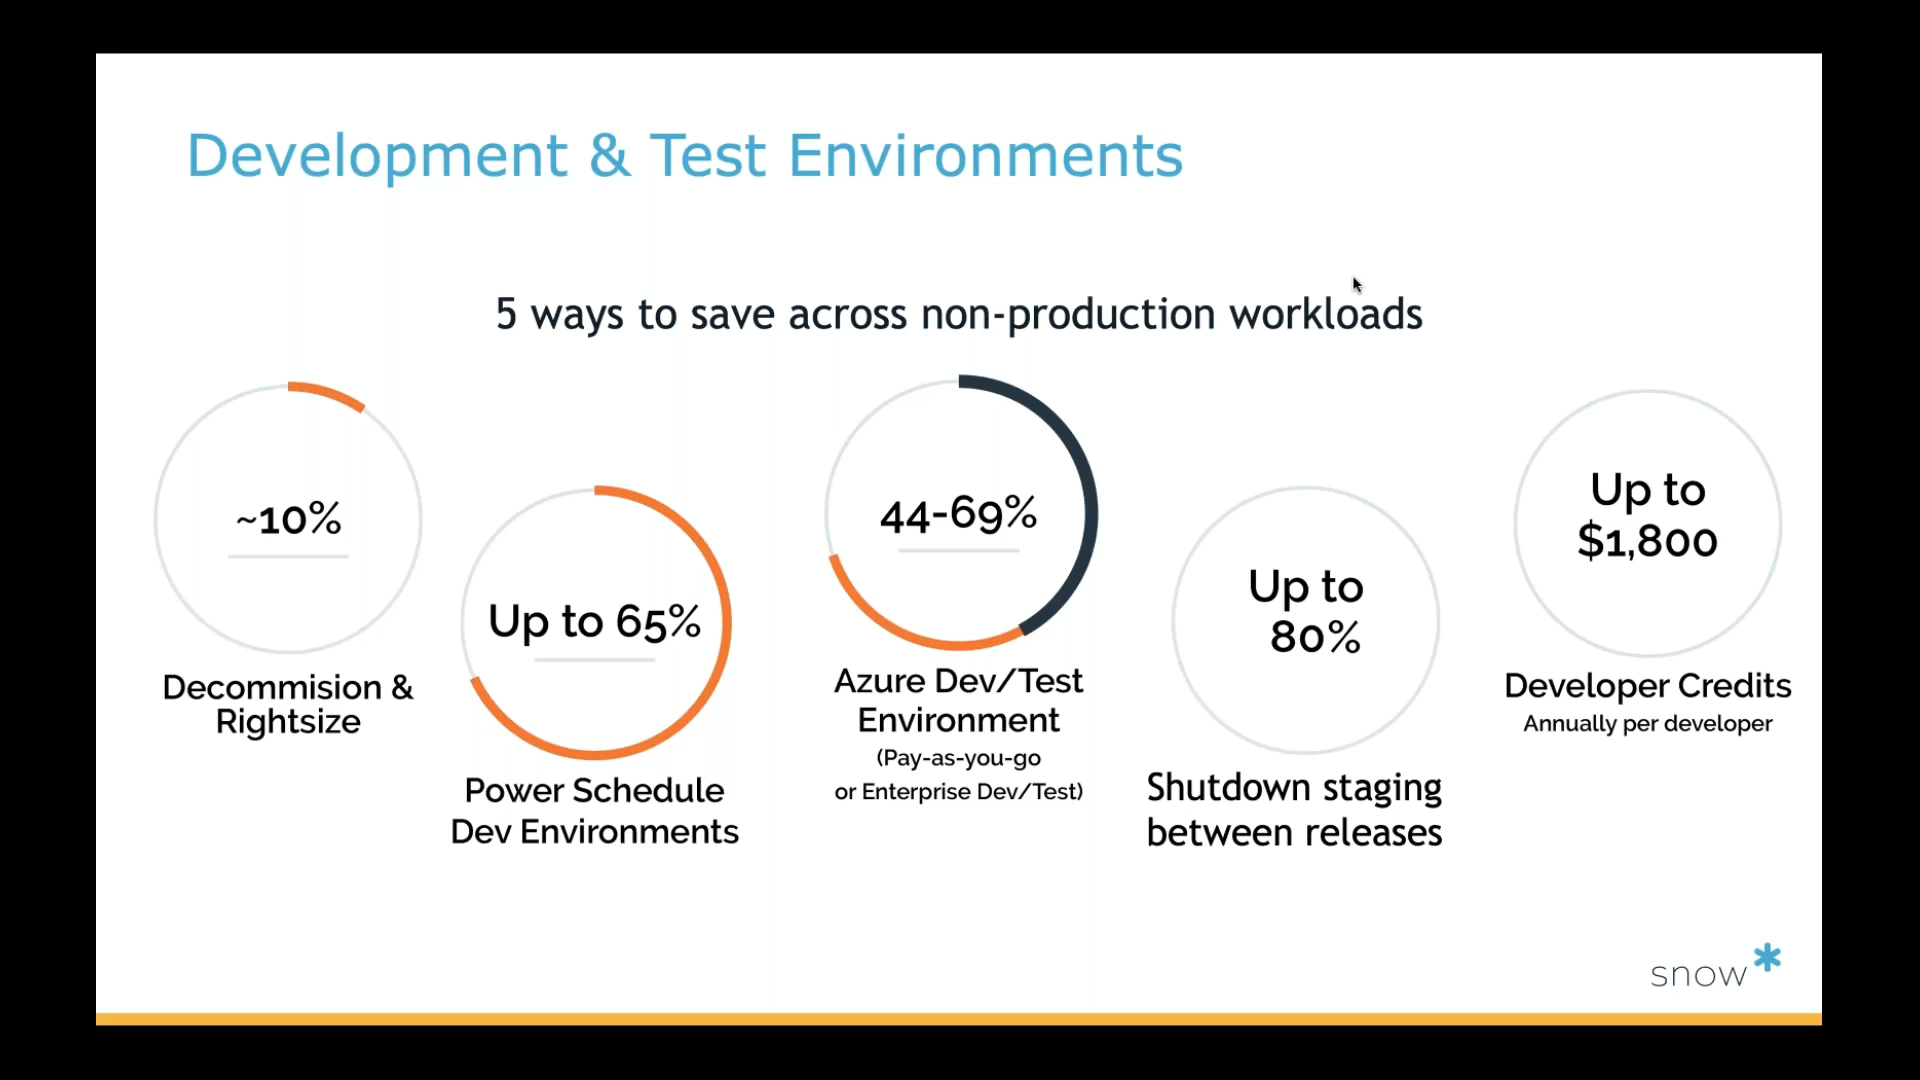 Development & Test Environments
5 ways to save across non-production workloads
~10%
Decommision &
Rightsize
Up to 65%
Power Schedule
Dev Environments
44-69%
Azure Dev/Test
Environment
(Pay-as-you-go
or Enterprise Dev/Test)
Up to
80%
Shutdown staging
between releases
Up to
$1,800
Developer Credits
Annually per developer
snow